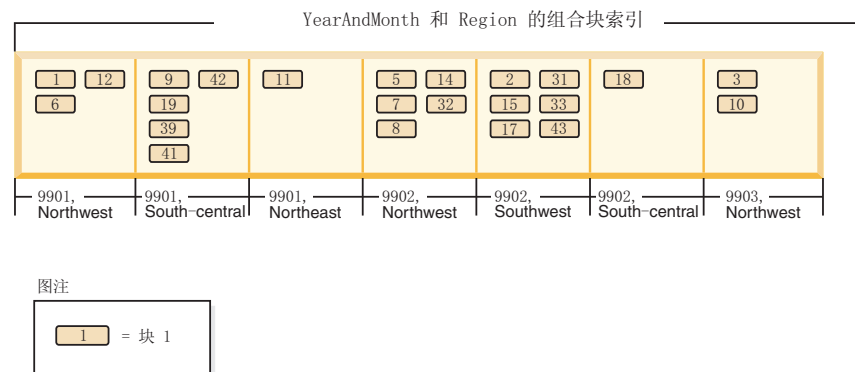 YearAndMonth 和 Region 的组合块索引
1 12 9 42 11 5 14 2 31 18 3
6 19 7 32 15 33 10
39 8 17 43
41
9901, 9901, 9901, 9902, 9902, 9902, 9903,
Northwest South-central Northeast Northwest Southwest South-central Northwest
图注
1 = 块 1